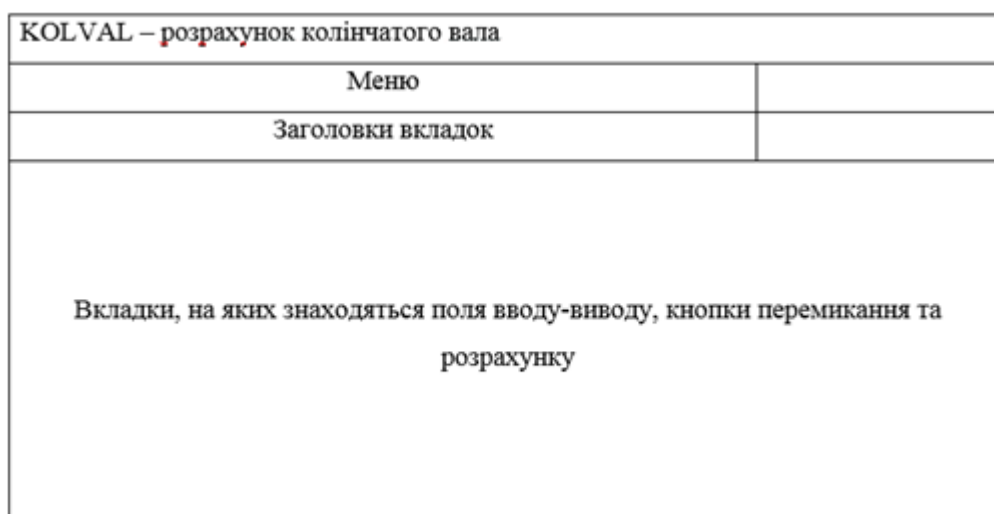 KOLVAL – розрахунок колінчатого вала
Меню
Заголовки вкладок
Вкладки, на яких знаходяться поля вводу-виводу, кнопки перемикання та
розрахунку